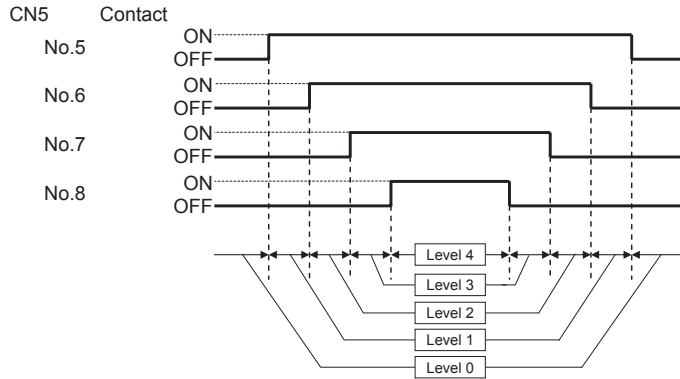 CN5 Contact
No.5 ON
OFF
No.6 ON
OFF
No.7 ON
OFF
No.8 ON
OFF
Level 4
Level 3
Level 2
Level 1
Level 0